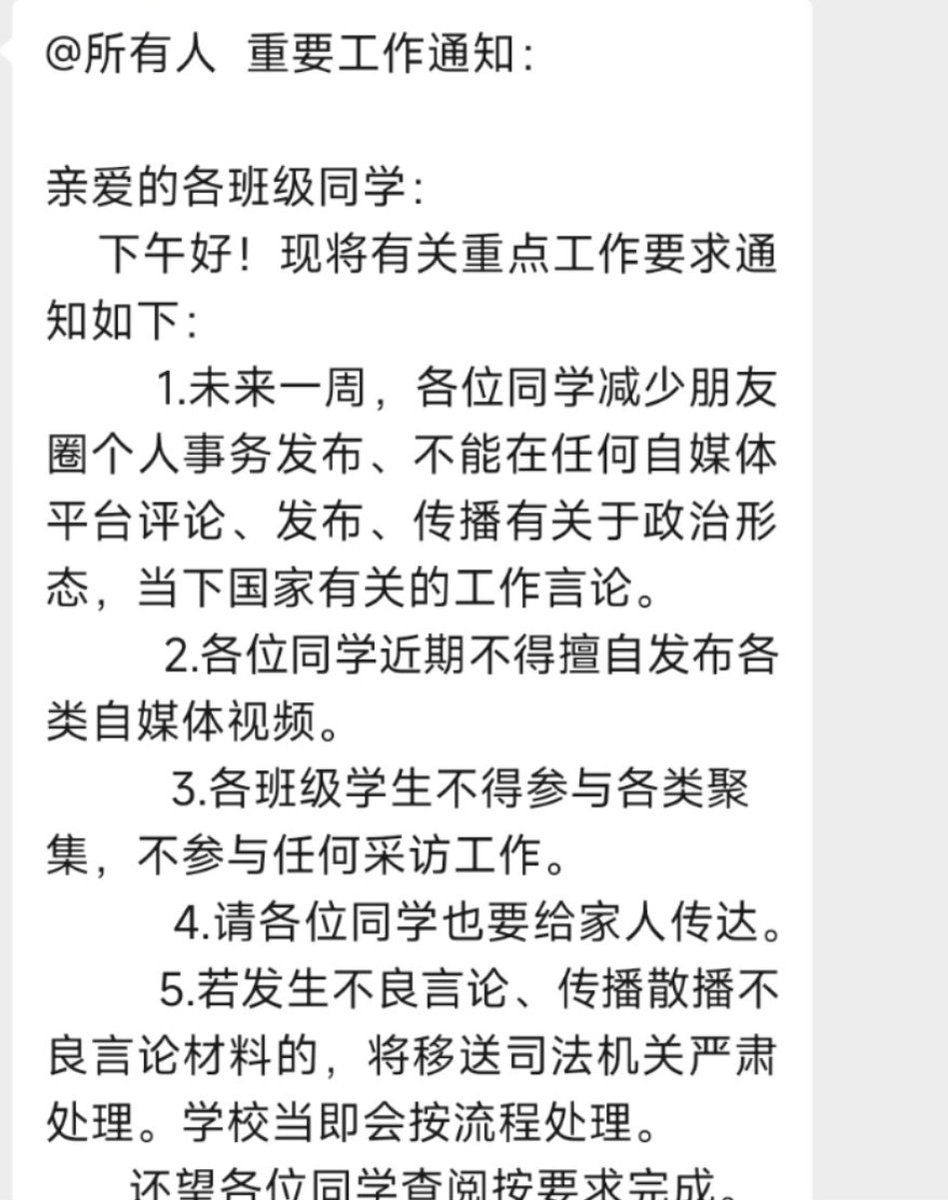 @所有人 重要工作通知：
亲爱的各班级同学：
下午好！现将有关重点工作要求通
知如下：
1.未来一周，各位同学减少朋友
圈个人事务发布、不能在任何自媒体
平台评论、发布、传播有关于政治形
态，当下国家有关的工作言论。
2.各位同学近期不得擅自发布各
类自媒体视频。
3.各班级学生不得参与各类聚
集，不参与任何采访工作。
4.请各位同学也要给家人传达。
5.若发生不良言论、传播散播不
良言论材料的，将移送司法机关严肃
处理。学校当即会按流程处理。
还望各位同学查阅按要求完成。